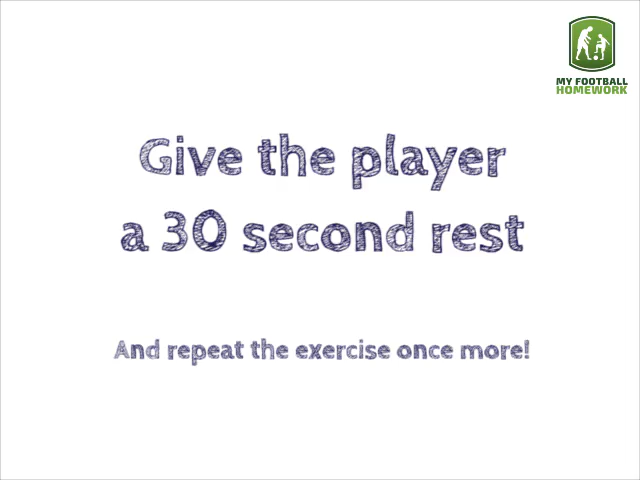 MY FOOTBALL
HOMEWORK
Give the player
a 30 second rest
And repeat the exercise once more!